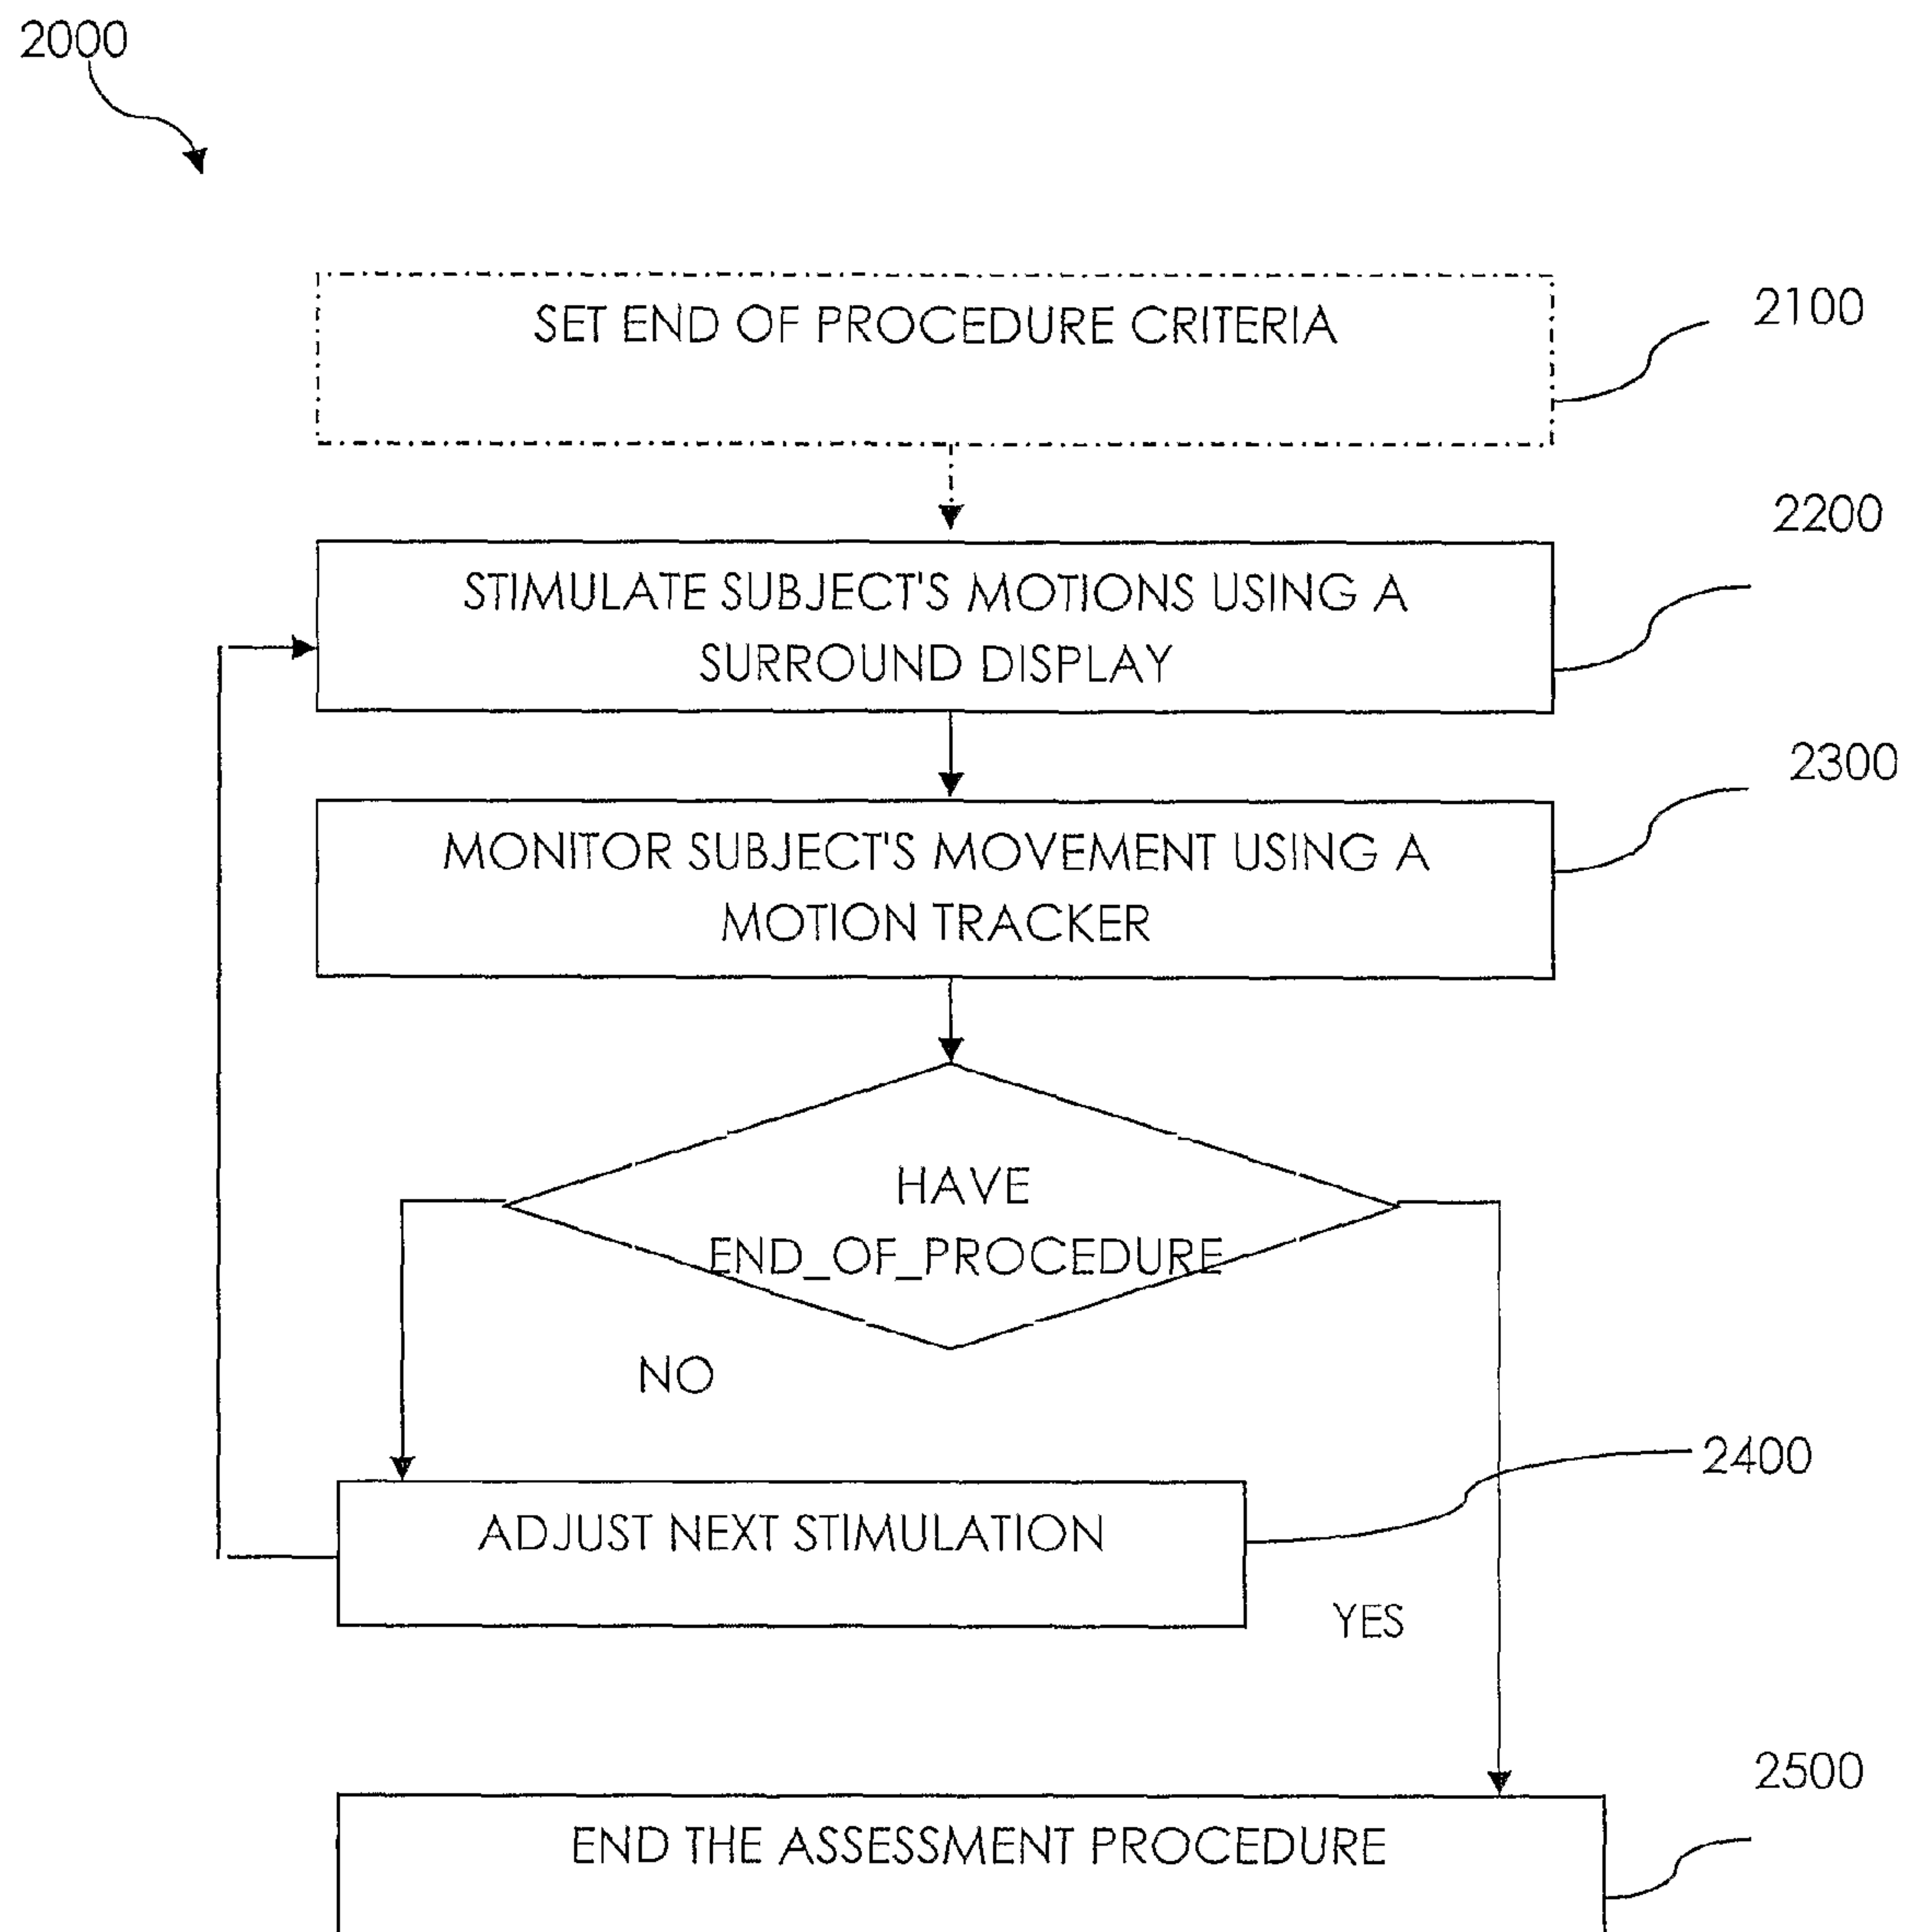 2000
SET END OF PROCEDURE CRITERIA
2100
2200
STIMULATE SUBJECT'S MOTIONS USING A
SURROUND DISPLAY
2300
MONITOR SUBJECT'S MOVEMENT USING A
MOTION TRACKER
HAVE
END_OF_PROCEDURE
NO
2400
ADJUST NEXT STIMULATION
YES
2500
END THE ASSESSMENT PROCEDURE